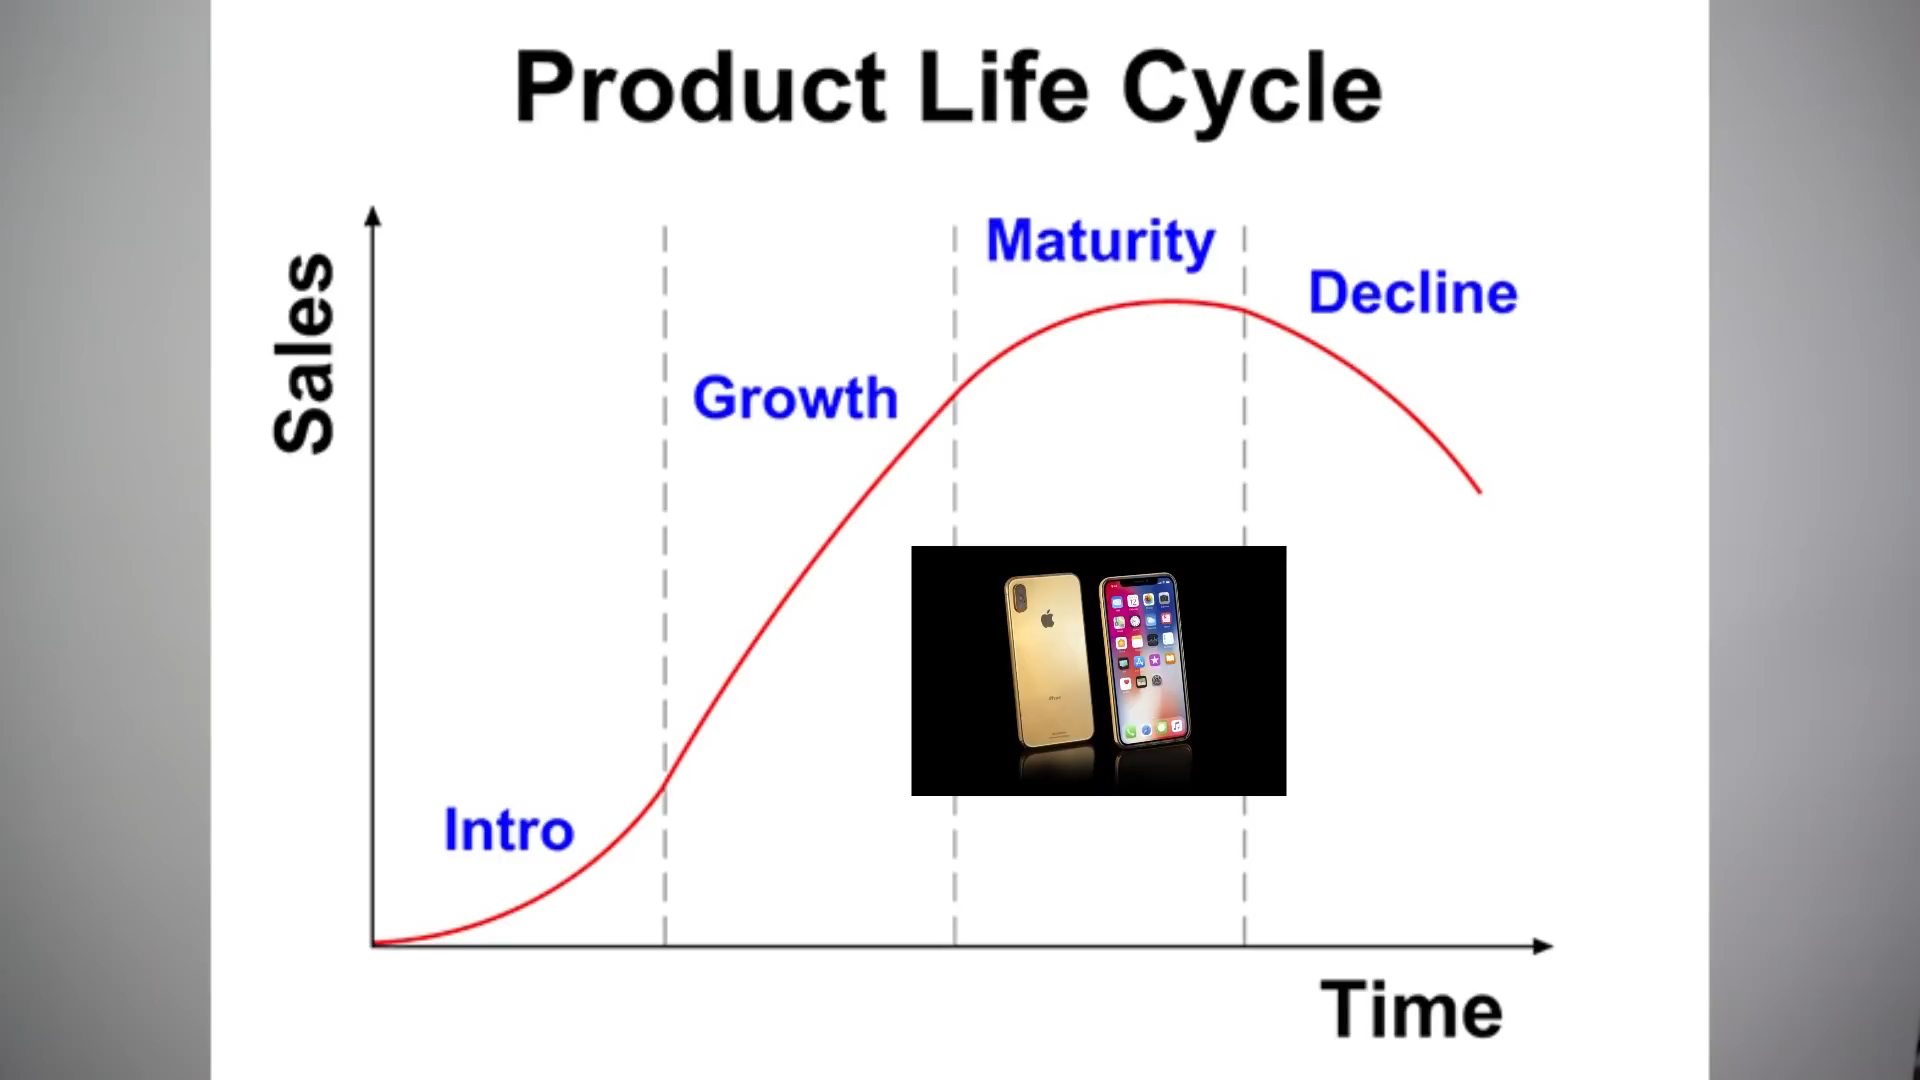 Product Life Cycle
Maturity
Decline
Sales
Growth
Intro
Time